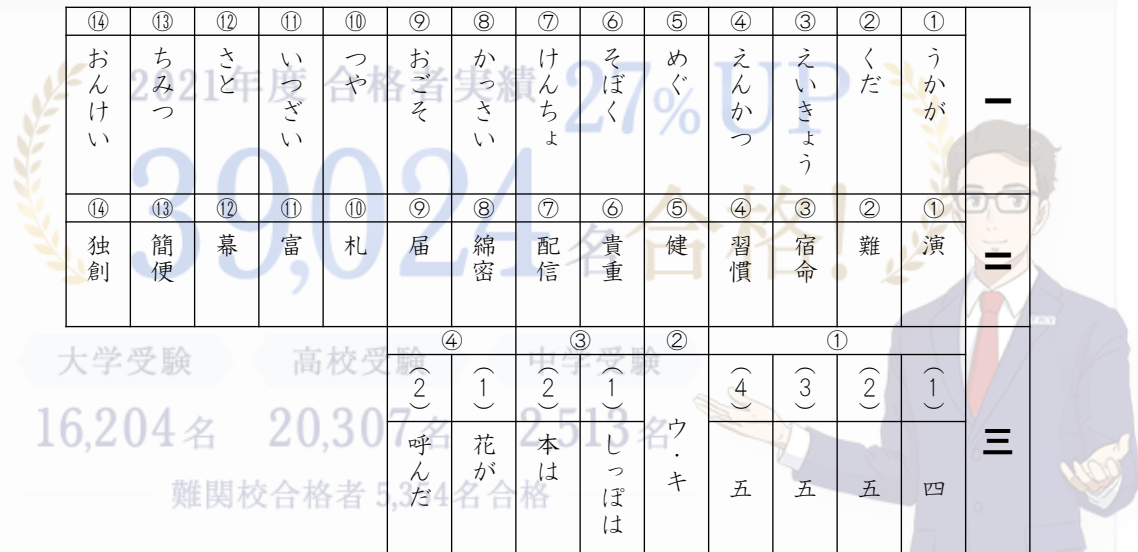 一
① うかが
② くだ
③ えいきょう
④ えんかつ
⑤ めぐ
⑥ そぼく
⑦ けんちょ
⑧ かっさい
⑨ おごそ
⑩ つや
⑪ いつざい
⑫ さと
⑬ ちみつ
⑭ おんけい
二
① 演
② 難
③ 宿命
④ 習慣
⑤ 健
⑥ 貴重
⑦ 配信
⑧ 綿密
⑨ 届
⑩ 札
⑪ 富
⑫ 幕
⑬ 簡便
⑭ 独創
三
①
(1) 四
(2) 五
(3) 五
(4) 五
② ウ・キ
③
(1) しっぽは
(2) 本は
④
(1) 花が
(2) 呼んだ
2021年度 合格者実績 27%UP
39,024名合格!
大学受験 高校受験 中学受験
16,204名 20,307名 2,513名
難関校合格者 5,354名合格